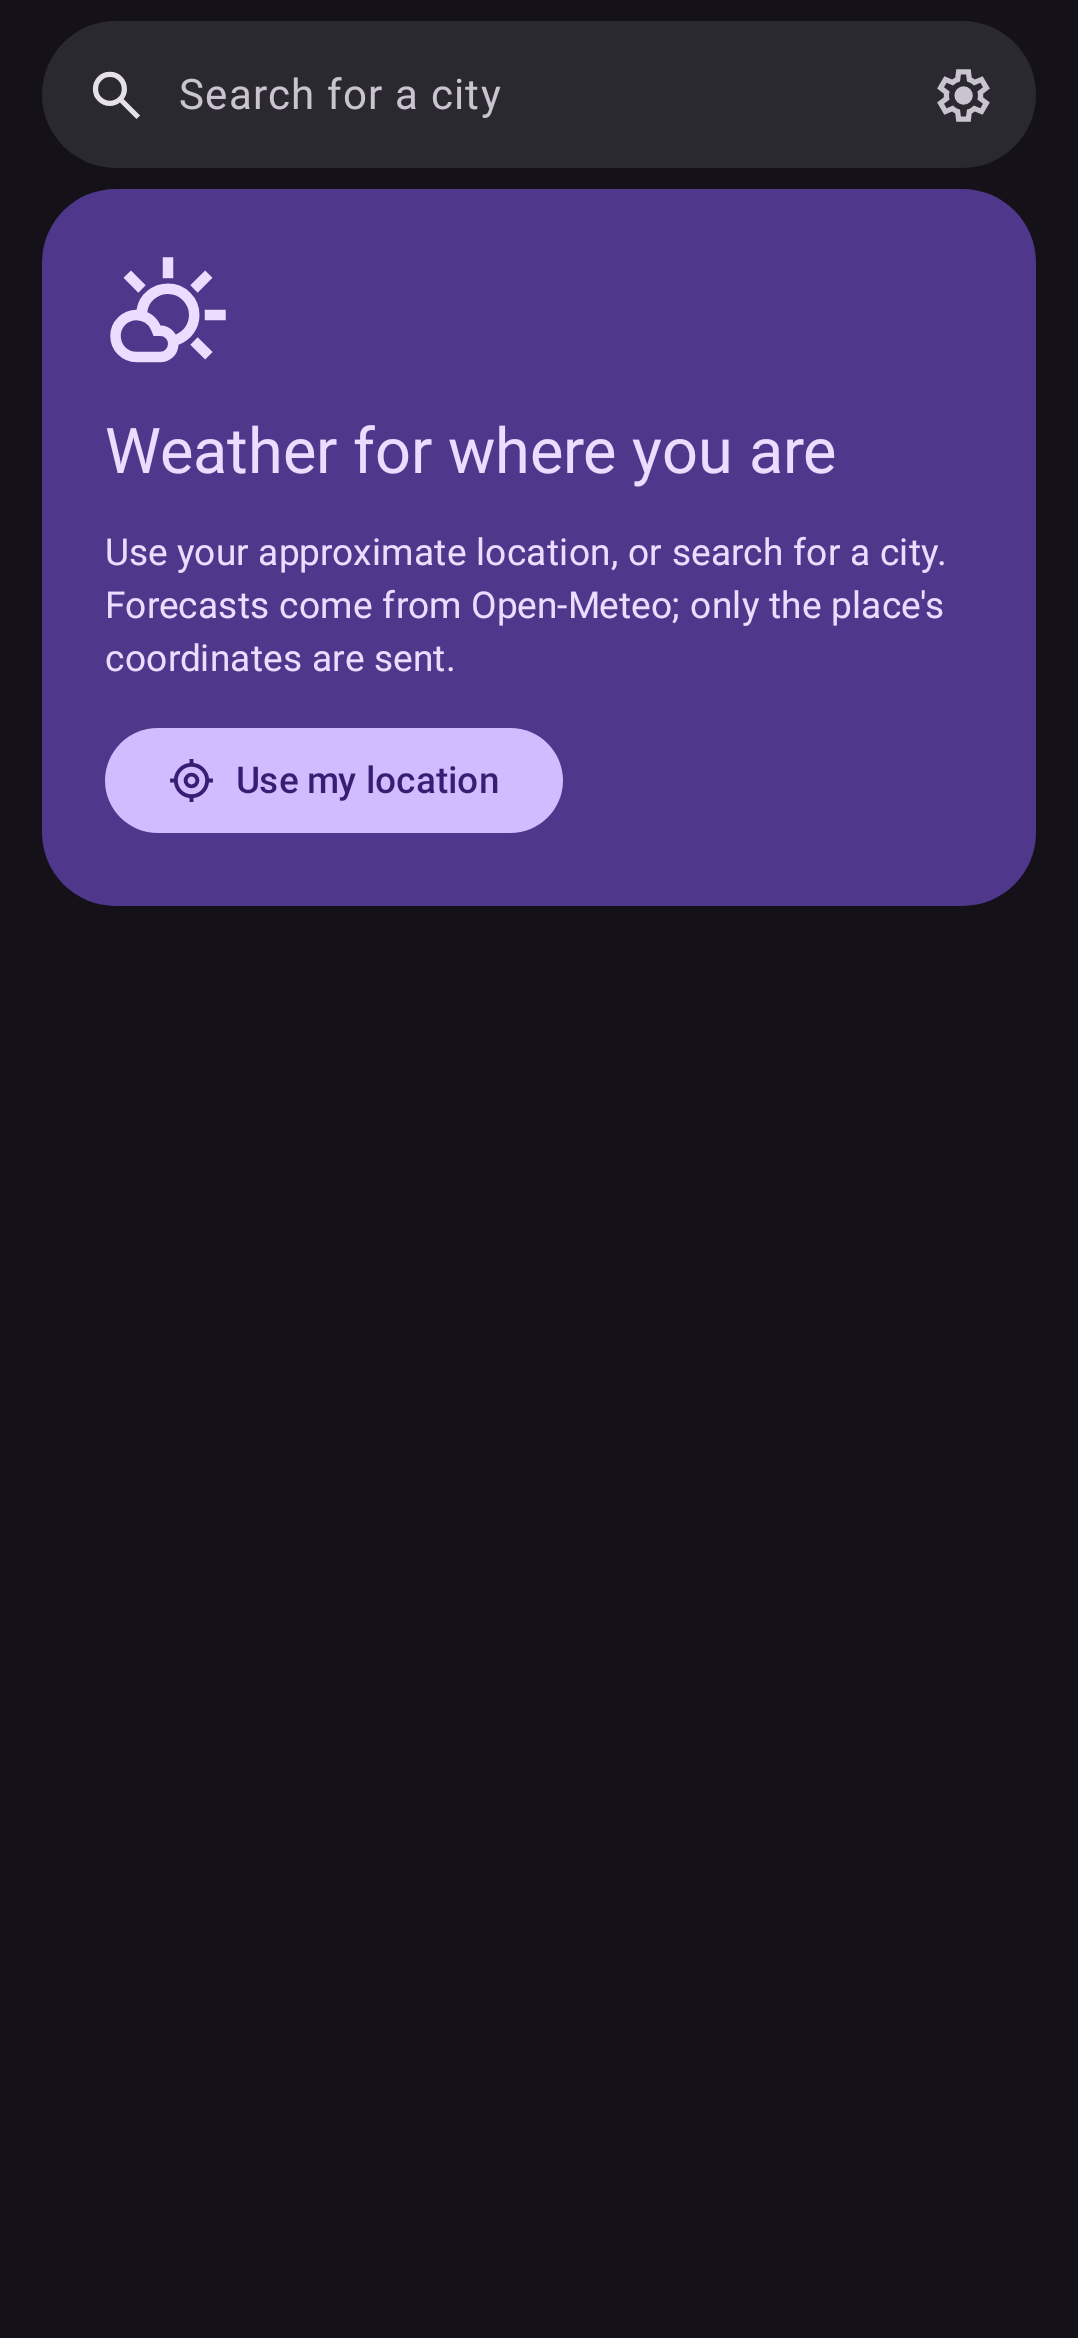 Search for a city
Weather for where you are
Use your approximate location, or search for a city.
Forecasts come from Open-Meteo; only the place's
coordinates are sent.
Use my location